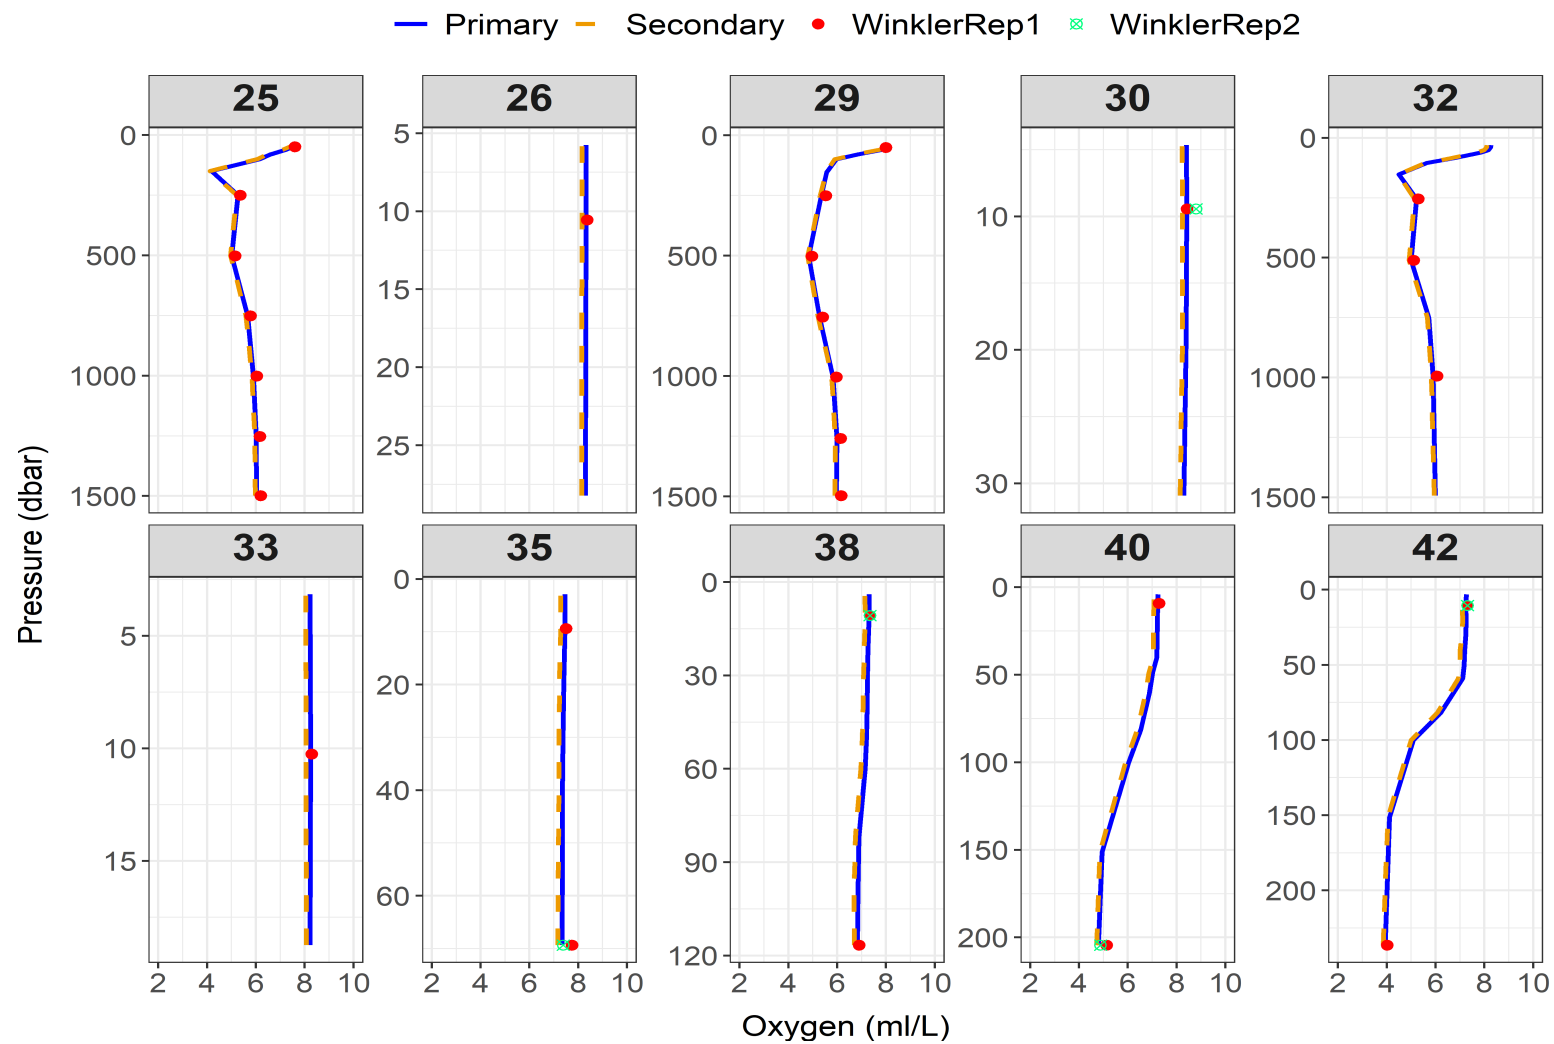 Primary Secondary WinklerRep1 WinklerRep2
25 26 29 30 32
0 500 1000 1500
5 10 15 20 25
0 500 1000 1500
10 20 30
0 500 1000 1500
33 35 38 40 42
5 10 15
0 20 40 60
0 30 60 90 120
0 50 100 150 200
0 50 100 150 200
2 4 6 8 10 2 4 6 8 10 2 4 6 8 10 2 4 6 8 10 2 4 6 8 10
Pressure (dbar)
Oxygen (ml/L)